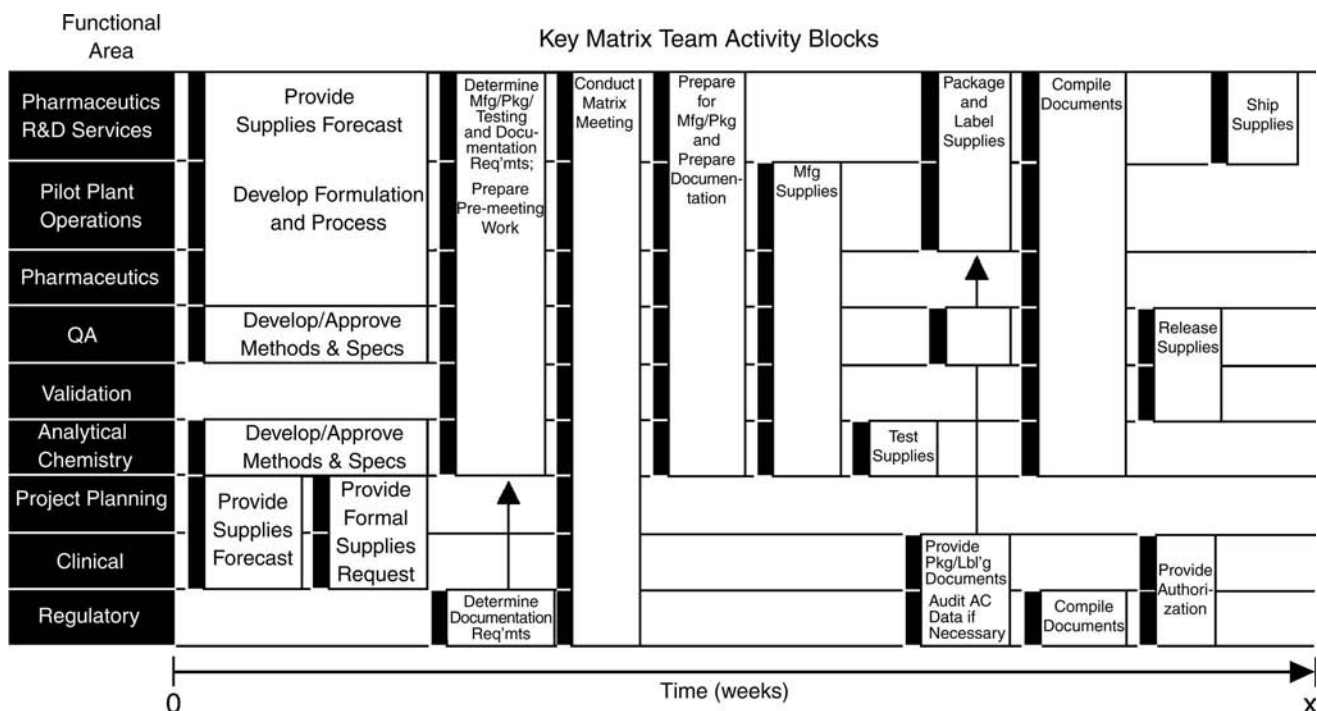 Functional
Area
Key Matrix Team Activity Blocks
Pharmaceutics
R&D Services
Pilot Plant
Operations
Pharmaceutics
QA
Validation
Analytical
Chemistry
Project Planning
Clinical
Regulatory
Provide
Supplies Forecast
Develop Formulation
and Process
Develop/Approve
Methods & Specs
Develop/Approve
Methods & Specs
Provide
Supplies
Forecast
Provide
Formal
Supplies
Request
Determine
Mfg/Pkg/
Testing
and Docu-
mentation
Req'mts;
Prepare
Pre-meeting
Work
Determine
Documentation
Req'mts
Conduct
Matrix
Meeting
Prepare
for
Mfg/Pkg
and
Prepare
Documen-
tation
Mfg
Supplies
Test
Supplies
Package
and
Label
Supplies
Provide
Pkg/Lbl'g
Documents
Audit AC
Data if
Necessary
Compile
Documents
Compile
Documents
Release
Supplies
Provide
Authori-
zation
Ship
Supplies
0
Time (weeks)
x